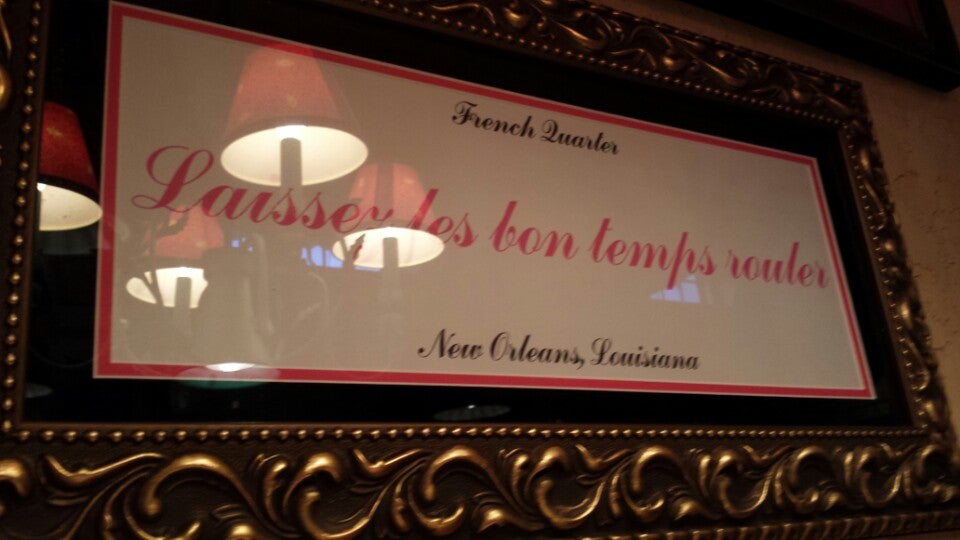 French Quarter
Laissez les bon temps rouler
New Orleans, Louisiana